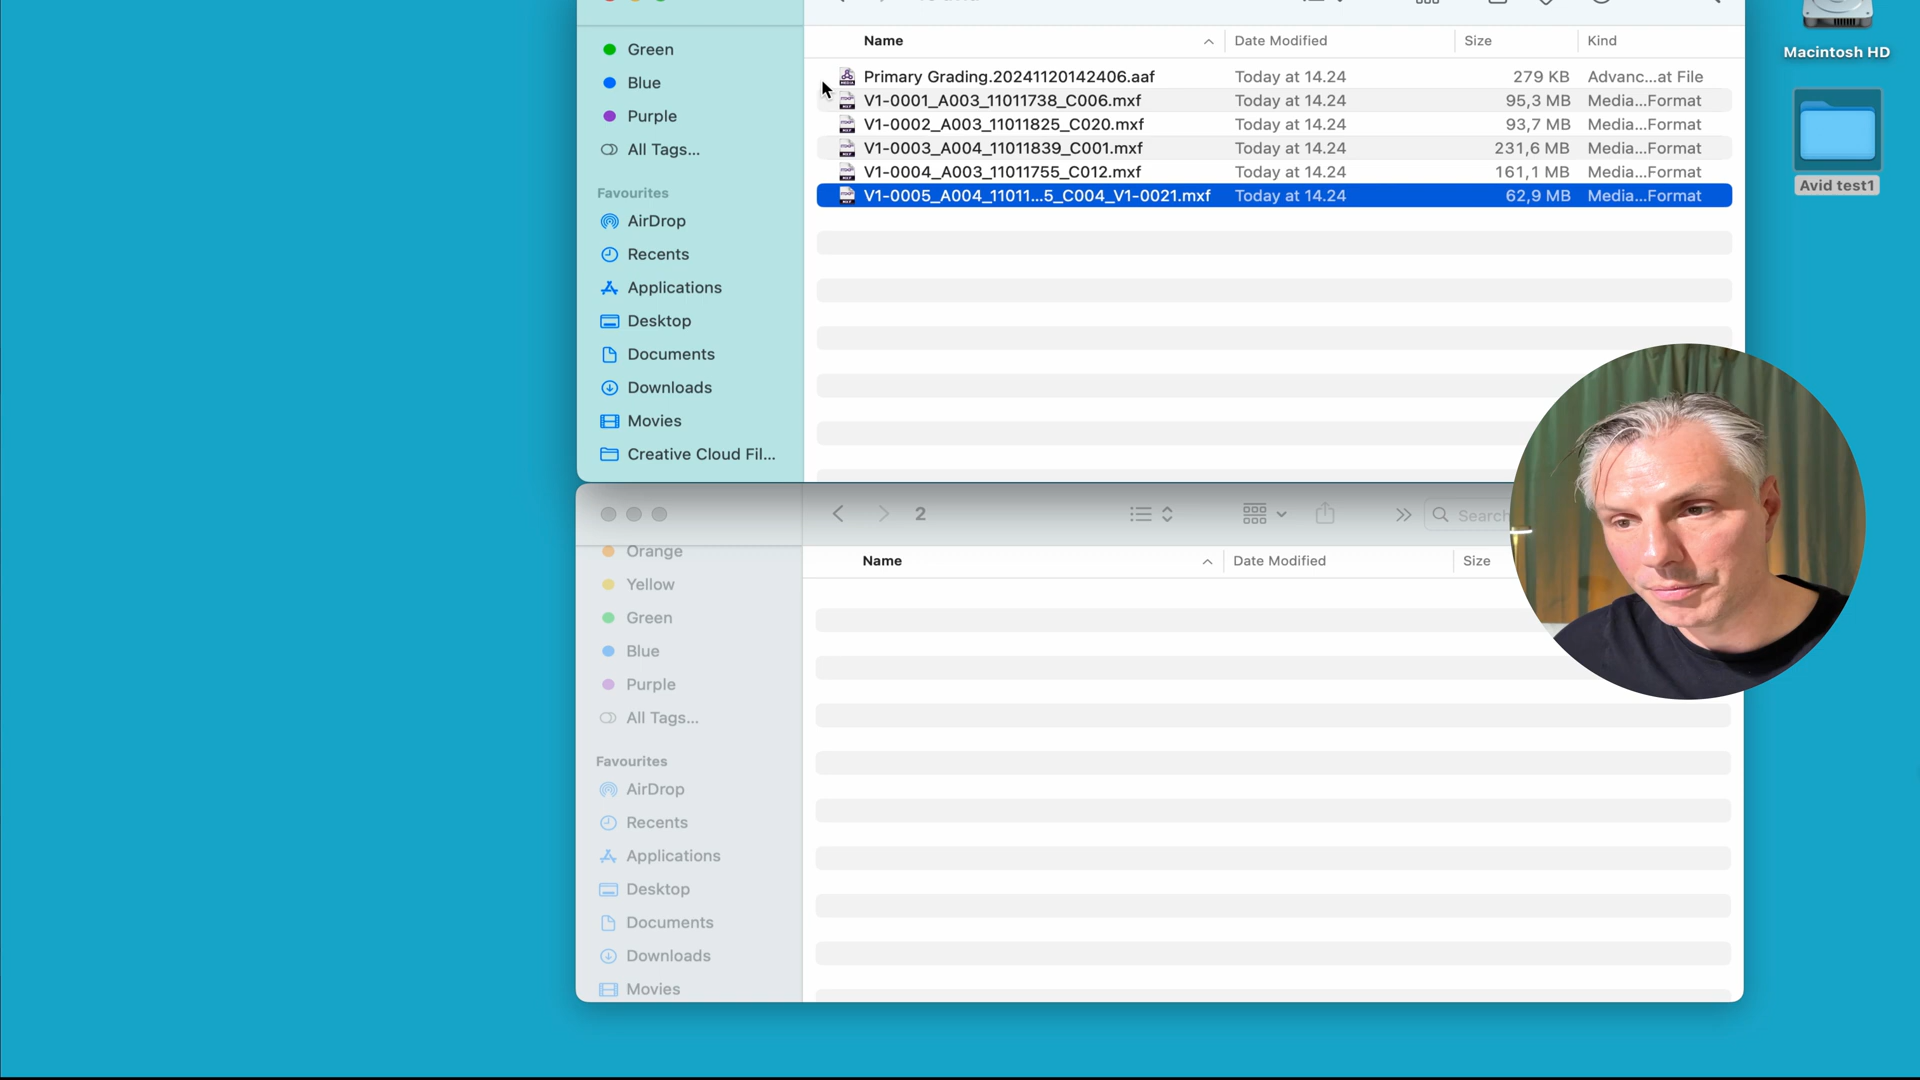 Name Date Modified Size Kind
Primary Grading.20241120142406.aaf Today at 14.24 279 KB Advanc...at File
V1-0001_A003_11011738_C006.mxf Today at 14.24 95,3 MB Media...Format
V1-0002_A003_11011825_C020.mxf Today at 14.24 93,7 MB Media...Format
V1-0003_A004_11011839_C001.mxf Today at 14.24 231,6 MB Media...Format
V1-0004_A003_11011755_C012.mxf Today at 14.24 161,1 MB Media...Format
V1-0005_A004_11011...5_C004_V1-0021.mxf Today at 14.24 62,9 MB Media...Format
Green
Blue
Purple
All Tags...
Favourites
AirDrop
Recents
Applications
Desktop
Documents
Downloads
Movies
Creative Cloud Fil...
Macintosh HD
Avid test1
2 Search
Name Date Modified Size
Orange
Yellow
Green
Blue
Purple
All Tags...
Favourites
AirDrop
Recents
Applications
Desktop
Documents
Downloads
Movies